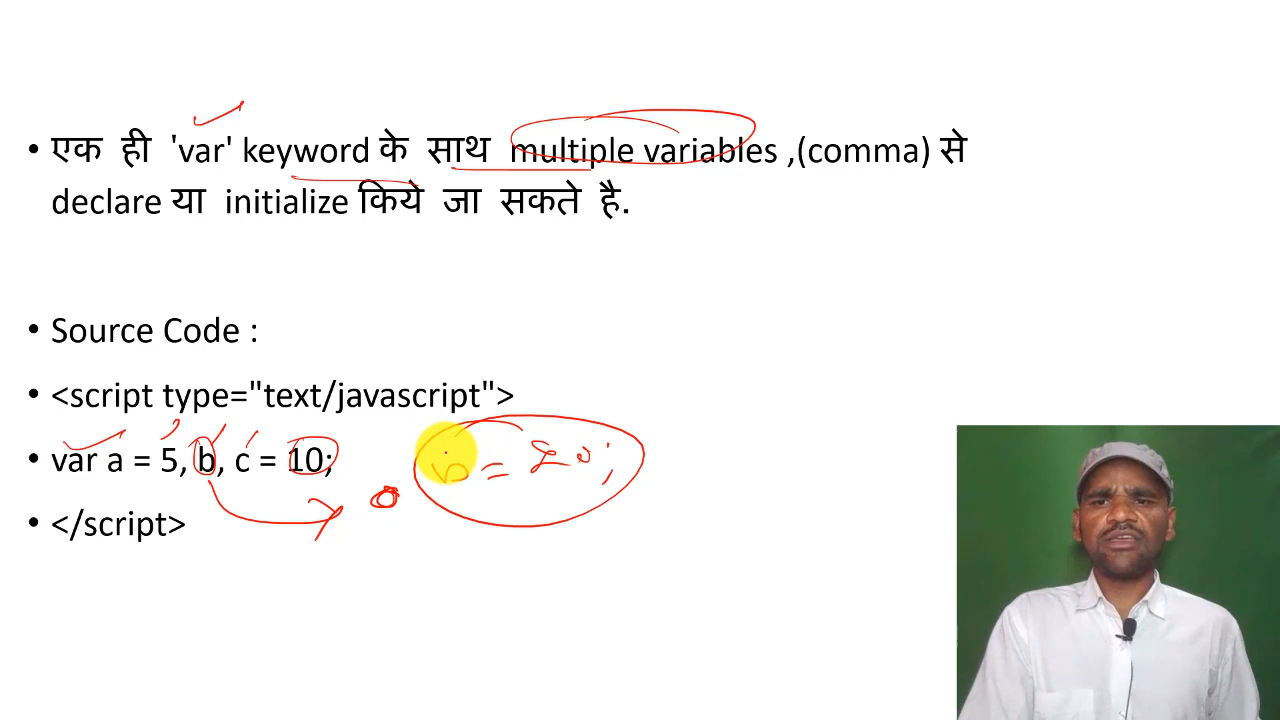 • एक ही 'var' keyword के साथ multiple variables ,(comma) से
declare या initialize किये जा सकते है.
• Source Code :
• <script type="text/javascript">
• var a = 5, b, c = 10;
b = 20;
• </script>